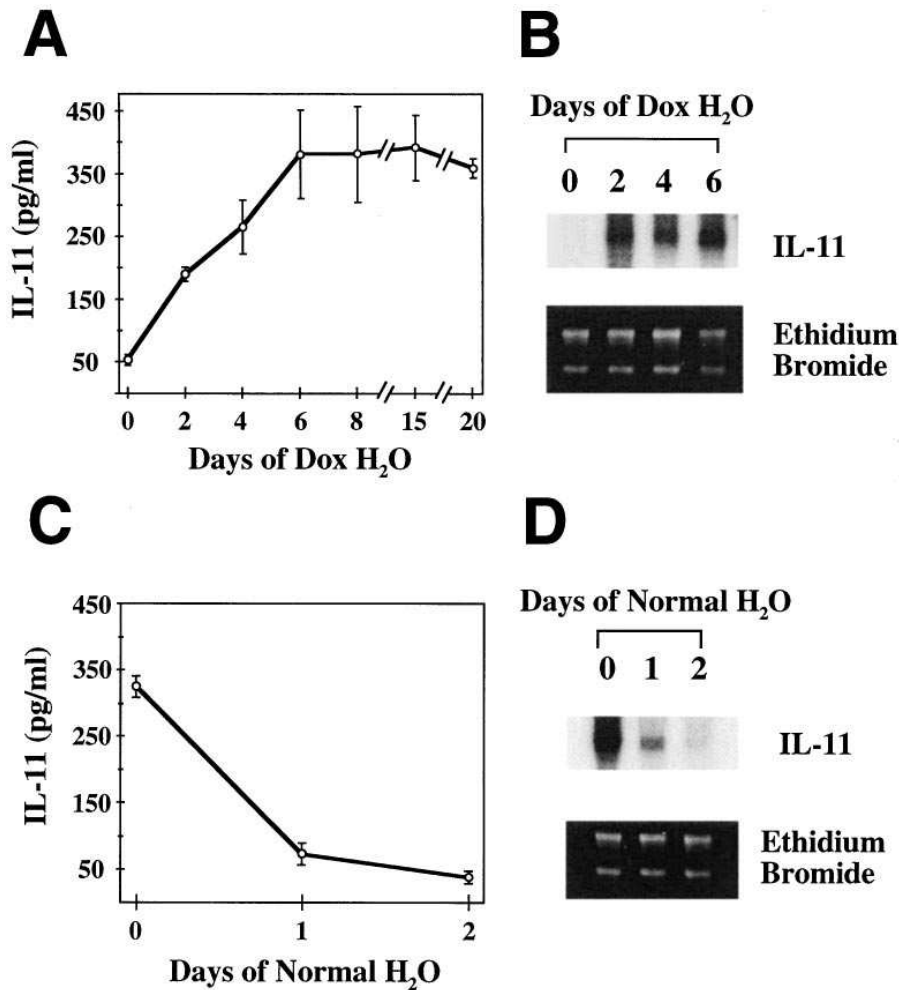 A
450
350
250
150
50
IL-11 (pg/ml)
0 2 4 6 8 15 20
Days of Dox H₂O
B
Days of Dox H₂O
0 2 4 6
IL-11
Ethidium
Bromide
C
450
350
250
150
50
IL-11 (pg/ml)
0 1 2
Days of Normal H₂O
D
Days of Normal H₂O
0 1 2
IL-11
Ethidium
Bromide